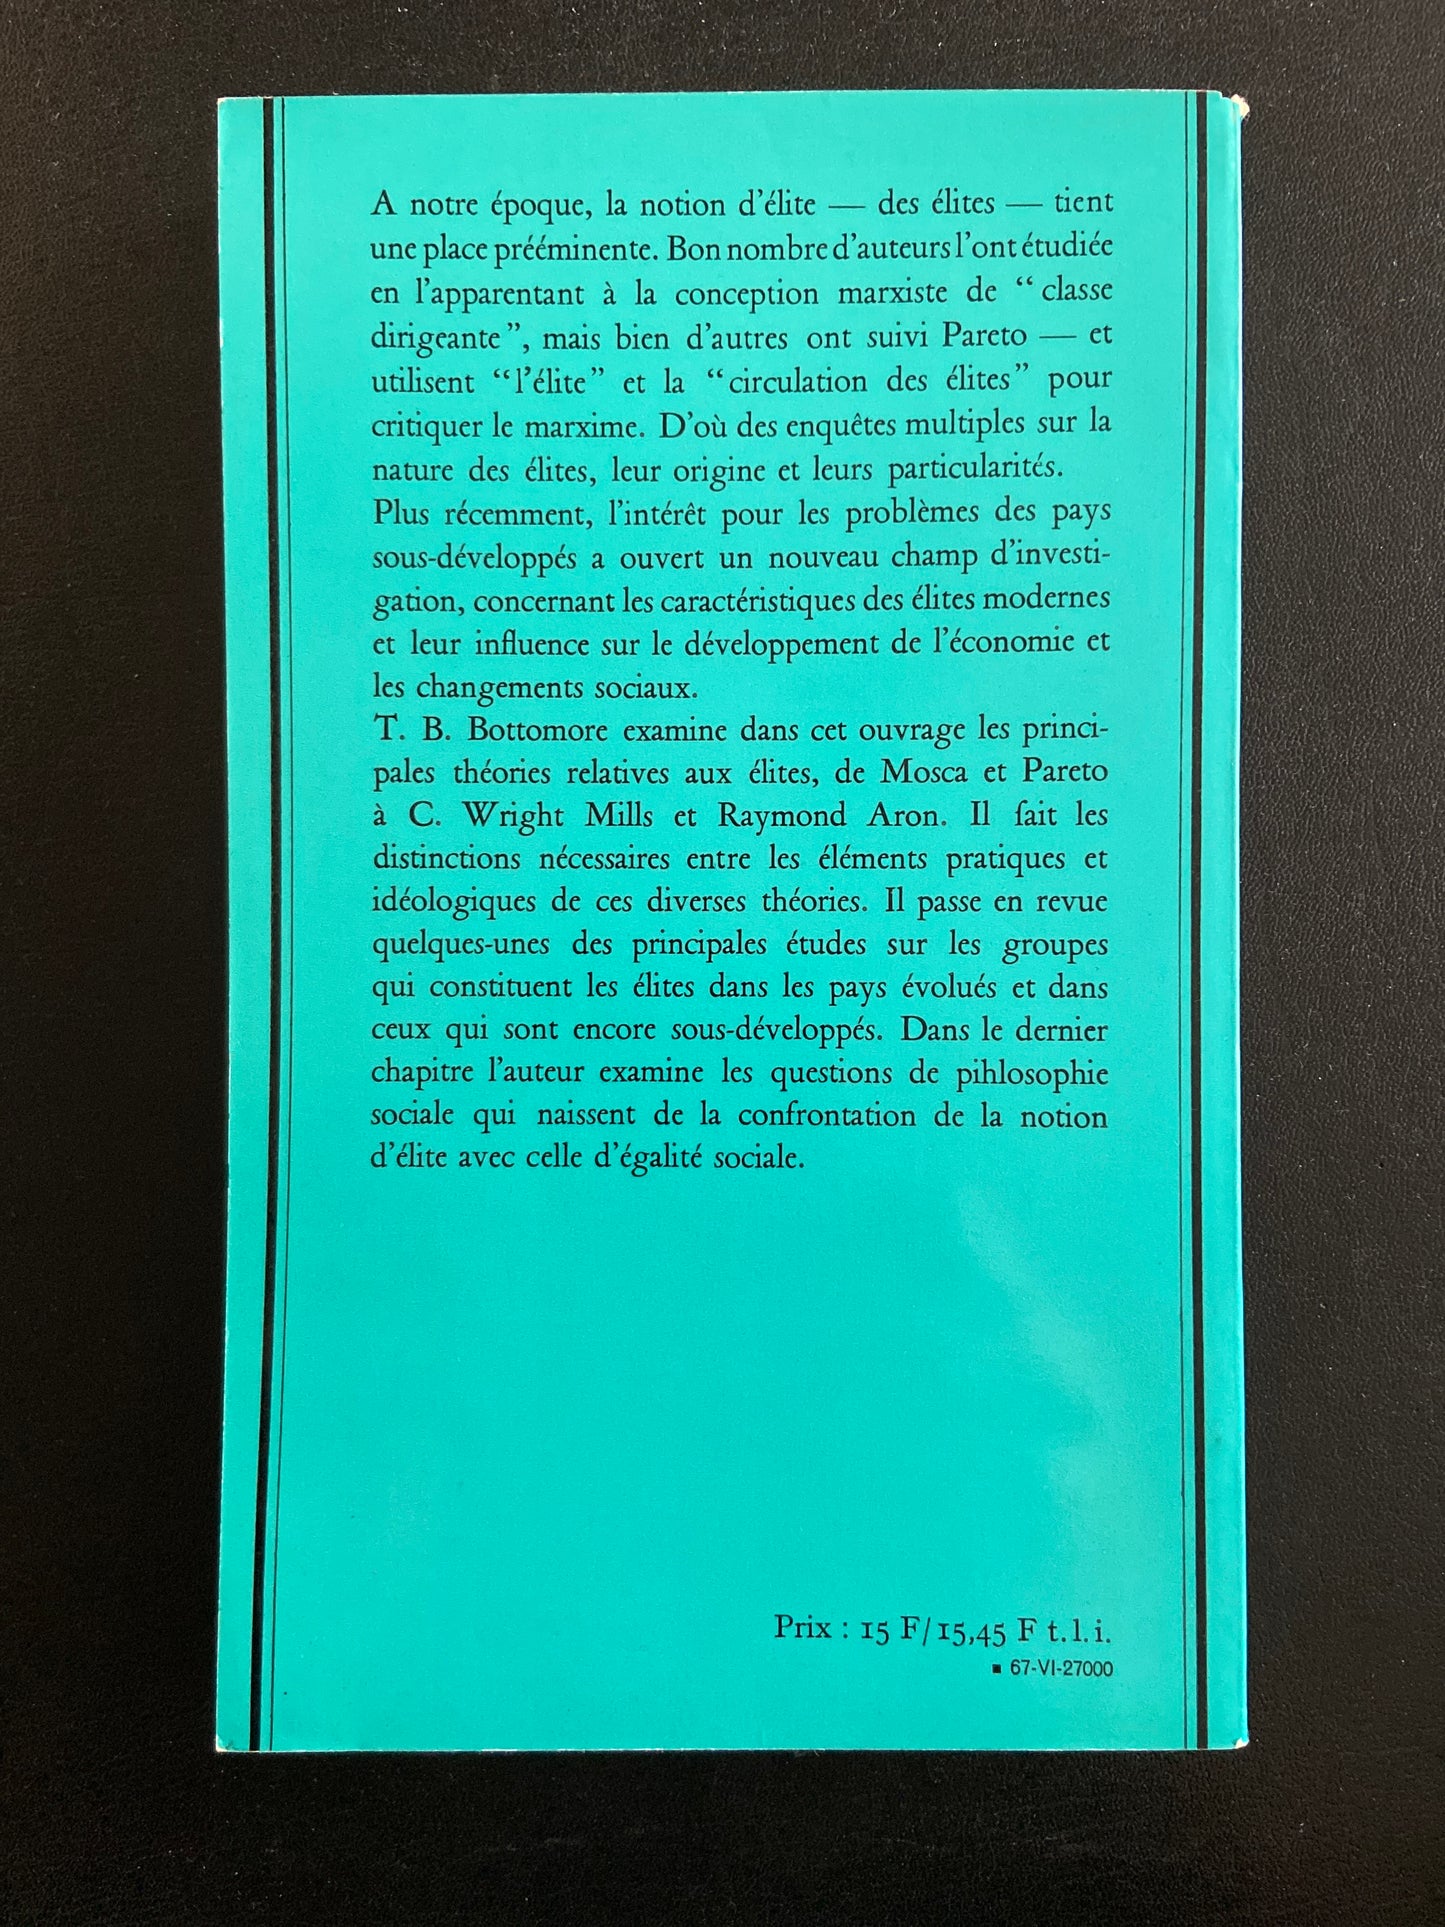 A notre époque, la notion d'élite — des élites — tient
une place prééminente. Bon nombre d'auteurs l'ont étudiée
en l'apparentant à la conception marxiste de “classe
dirigeante”, mais bien d'autres ont suivi Pareto — et
utilisent “l'élite” et la “circulation des élites” pour
critiquer le marxime. D'où des enquêtes multiples sur la
nature des élites, leur origine et leurs particularités.
Plus récemment, l'intérêt pour les problèmes des pays
sous-développés a ouvert un nouveau champ d'investi-
gation, concernant les caractéristiques des élites modernes
et leur influence sur le développement de l'économie et
les changements sociaux.
T. B. Bottomore examine dans cet ouvrage les princi-
pales théories relatives aux élites, de Mosca et Pareto
à C. Wright Mills et Raymond Aron. Il fait les
distinctions nécessaires entre les éléments pratiques et
idéologiques de ces diverses théories. Il passe en revue
quelques-unes des principales études sur les groupes
qui constituent les élites dans les pays évolués et dans
ceux qui sont encore sous-développés. Dans le dernier
chapitre l'auteur examine les questions de pihlosophie
sociale qui naissent de la confrontation de la notion
d'élite avec celle d'égalité sociale.
Prix : 15 F/15,45 F t.l.i.
▪ 67-VI-27000